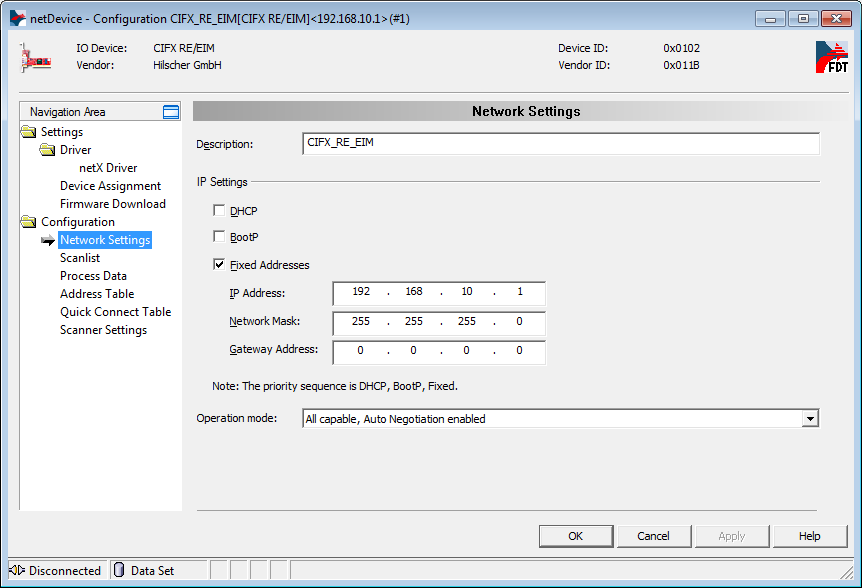 netDevice - Configuration CIFX_RE_EIM[CIFX RE/EIM]<192.168.10.1>(#1)
IO Device: CIFX RE/EIM Device ID: 0x0102
Vendor: Hilscher GmbH Vendor ID: 0x011B
FDT
Navigation Area
Settings
Driver
netX Driver
Device Assignment
Firmware Download
Configuration
Network Settings
Scanlist
Process Data
Address Table
Quick Connect Table
Scanner Settings
Network Settings
Description: CIFX_RE_EIM
IP Settings
DHCP
BootP
Fixed Addresses
IP Address: 192 . 168 . 10 . 1
Network Mask: 255 . 255 . 255 . 0
Gateway Address: 0 . 0 . 0 . 0
Note: The priority sequence is DHCP, BootP, Fixed.
Operation mode: All capable, Auto Negotiation enabled
OK Cancel Apply Help
Disconnected Data Set